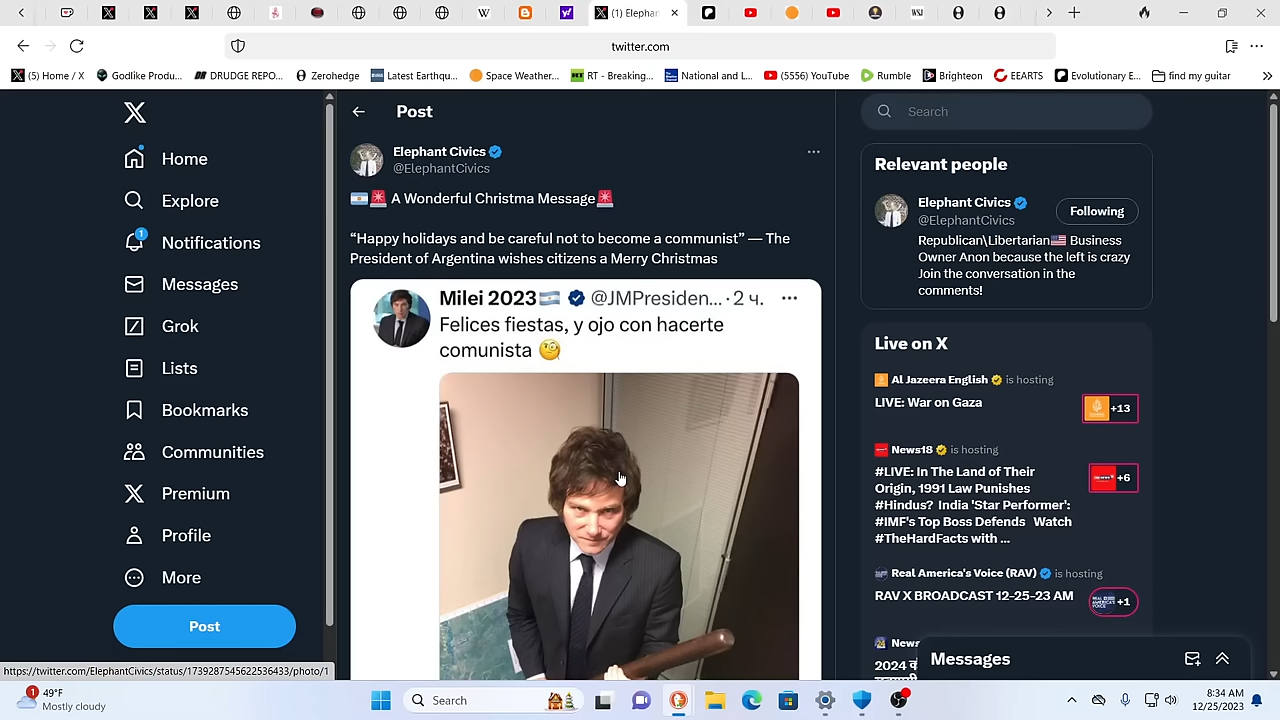 (1) Elephan
WSJ
twitter.com
(5) Home / X
Godlike Produ...
DRUDGE REPO...
Zerohedge
Latest Earthqu...
Space Weather...
RT - Breaking...
National and L...
(5556) YouTube
Rumble
Brighteon
EEARTS
Evolutionary E...
find my guitar
Home
Explore
1
Notifications
Messages
Grok
Lists
Bookmarks
Communities
Premium
Profile
More
Post
https://twitter.com/ElephantCivics/status/1739287545622536433/photo/1
Post
Elephant Civics
@ElephantCivics
🇦🇷🚨 A Wonderful Christma Message🚨
“Happy holidays and be careful not to become a communist” — The
President of Argentina wishes citizens a Merry Christmas
Milei 2023🇦🇷 @JMPresiden... · 2 ч.
Felices fiestas, y ojo con hacerte
comunista 🧐
Search
Relevant people
Elephant Civics
@ElephantCivics
Following
Republican\Libertarian🇺🇸 Business
Owner Anon because the left is crazy
Join the conversation in the
comments!
Live on X
Al Jazeera English is hosting
LIVE: War on Gaza
+13
News18 is hosting
#LIVE: In The Land of Their
Origin, 1991 Law Punishes
#Hindus? India 'Star Performer':
#IMF's Top Boss Defends Watch
#TheHardFacts with ...
+6
Real America's Voice (RAV) is hosting
RAV X BROADCAST 12-25-23 AM
+1
News
2024
Messages
1
49°F
Mostly cloudy
Search
8:34 AM
12/25/2023